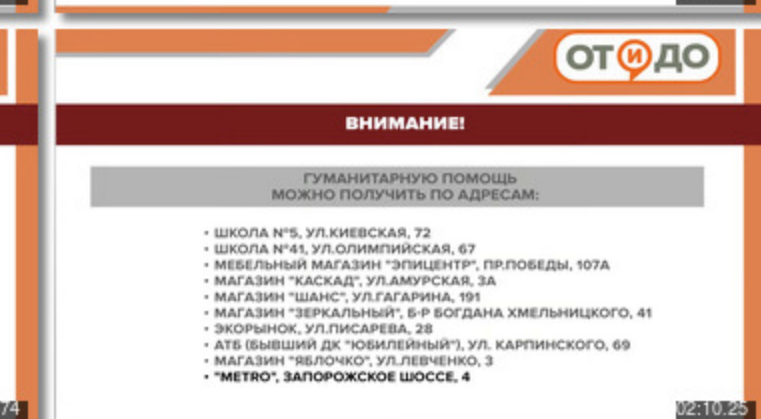 ОТ И ДО
ВНИМАНИЕ!
ГУМАНИТАРНУЮ ПОМОЩЬ
МОЖНО ПОЛУЧИТЬ ПО АДРЕСАМ:
• ШКОЛА №5, УЛ.КИЕВСКАЯ, 72
• ШКОЛА №41, УЛ.ОЛИМПИЙСКАЯ, 67
• МЕБЕЛЬНЫЙ МАГАЗИН "ЭПИЦЕНТР", ПР.ПОБЕДЫ, 107А
• МАГАЗИН "КАСКАД", УЛ.АМУРСКАЯ, 3А
• МАГАЗИН "ШАНС", УЛ.ГАГАРИНА, 191
• МАГАЗИН "ЗЕРКАЛЬНЫЙ", Б-Р БОГДАНА ХМЕЛЬНИЦКОГО, 41
• ЭКОРЫНОК, УЛ.ПИСАРЕВА, 28
• АТБ (БЫВШИЙ ДК "ЮБИЛЕЙНЫЙ"), УЛ. КАРПИНСКОГО, 69
• МАГАЗИН "ЯБЛОЧКО", УЛ.ЛЕВЧЕНКО, 3
• "METRO", ЗАПОРОЖСКОЕ ШОССЕ, 4
74
02:10.25